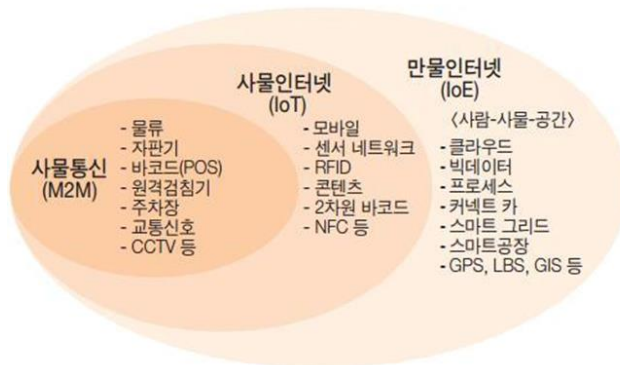 사물통신
(M2M)
- 물류
- 자판기
- 바코드(POS)
- 원격검침기
- 주차장
- 교통신호
- CCTV 등
사물인터넷
(IoT)
- 모바일
- 센서 네트워크
- RFID
- 콘텐츠
- 2차원 바코드
- NFC 등
만물인터넷
(IoE)
〈사람-사물-공간〉
- 클라우드
- 빅데이터
- 프로세스
- 커넥트 카
- 스마트 그리드
- 스마트공장
- GPS, LBS, GIS 등